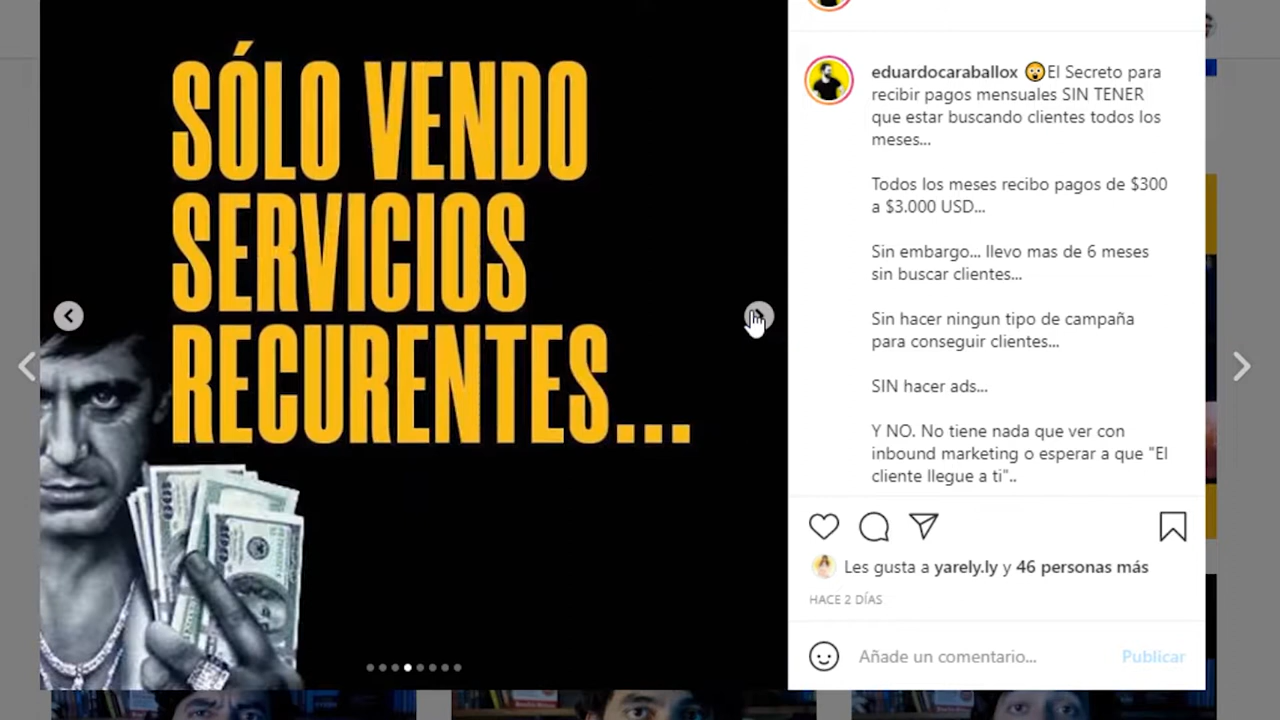 SÓLO VENDO
SERVICIOS
RECURENTES...
eduardocaraballox 😲El Secreto para
recibir pagos mensuales SIN TENER
que estar buscando clientes todos los
meses...
Todos los meses recibo pagos de $300
a $3.000 USD...
Sin embargo... llevo mas de 6 meses
sin buscar clientes...
Sin hacer ningun tipo de campaña
para conseguir clientes...
SIN hacer ads...
Y NO. No tiene nada que ver con
inbound marketing o esperar a que "El
cliente llegue a ti"..
Les gusta a yarely.ly y 46 personas más
HACE 2 DÍAS
Añade un comentario...
Publicar